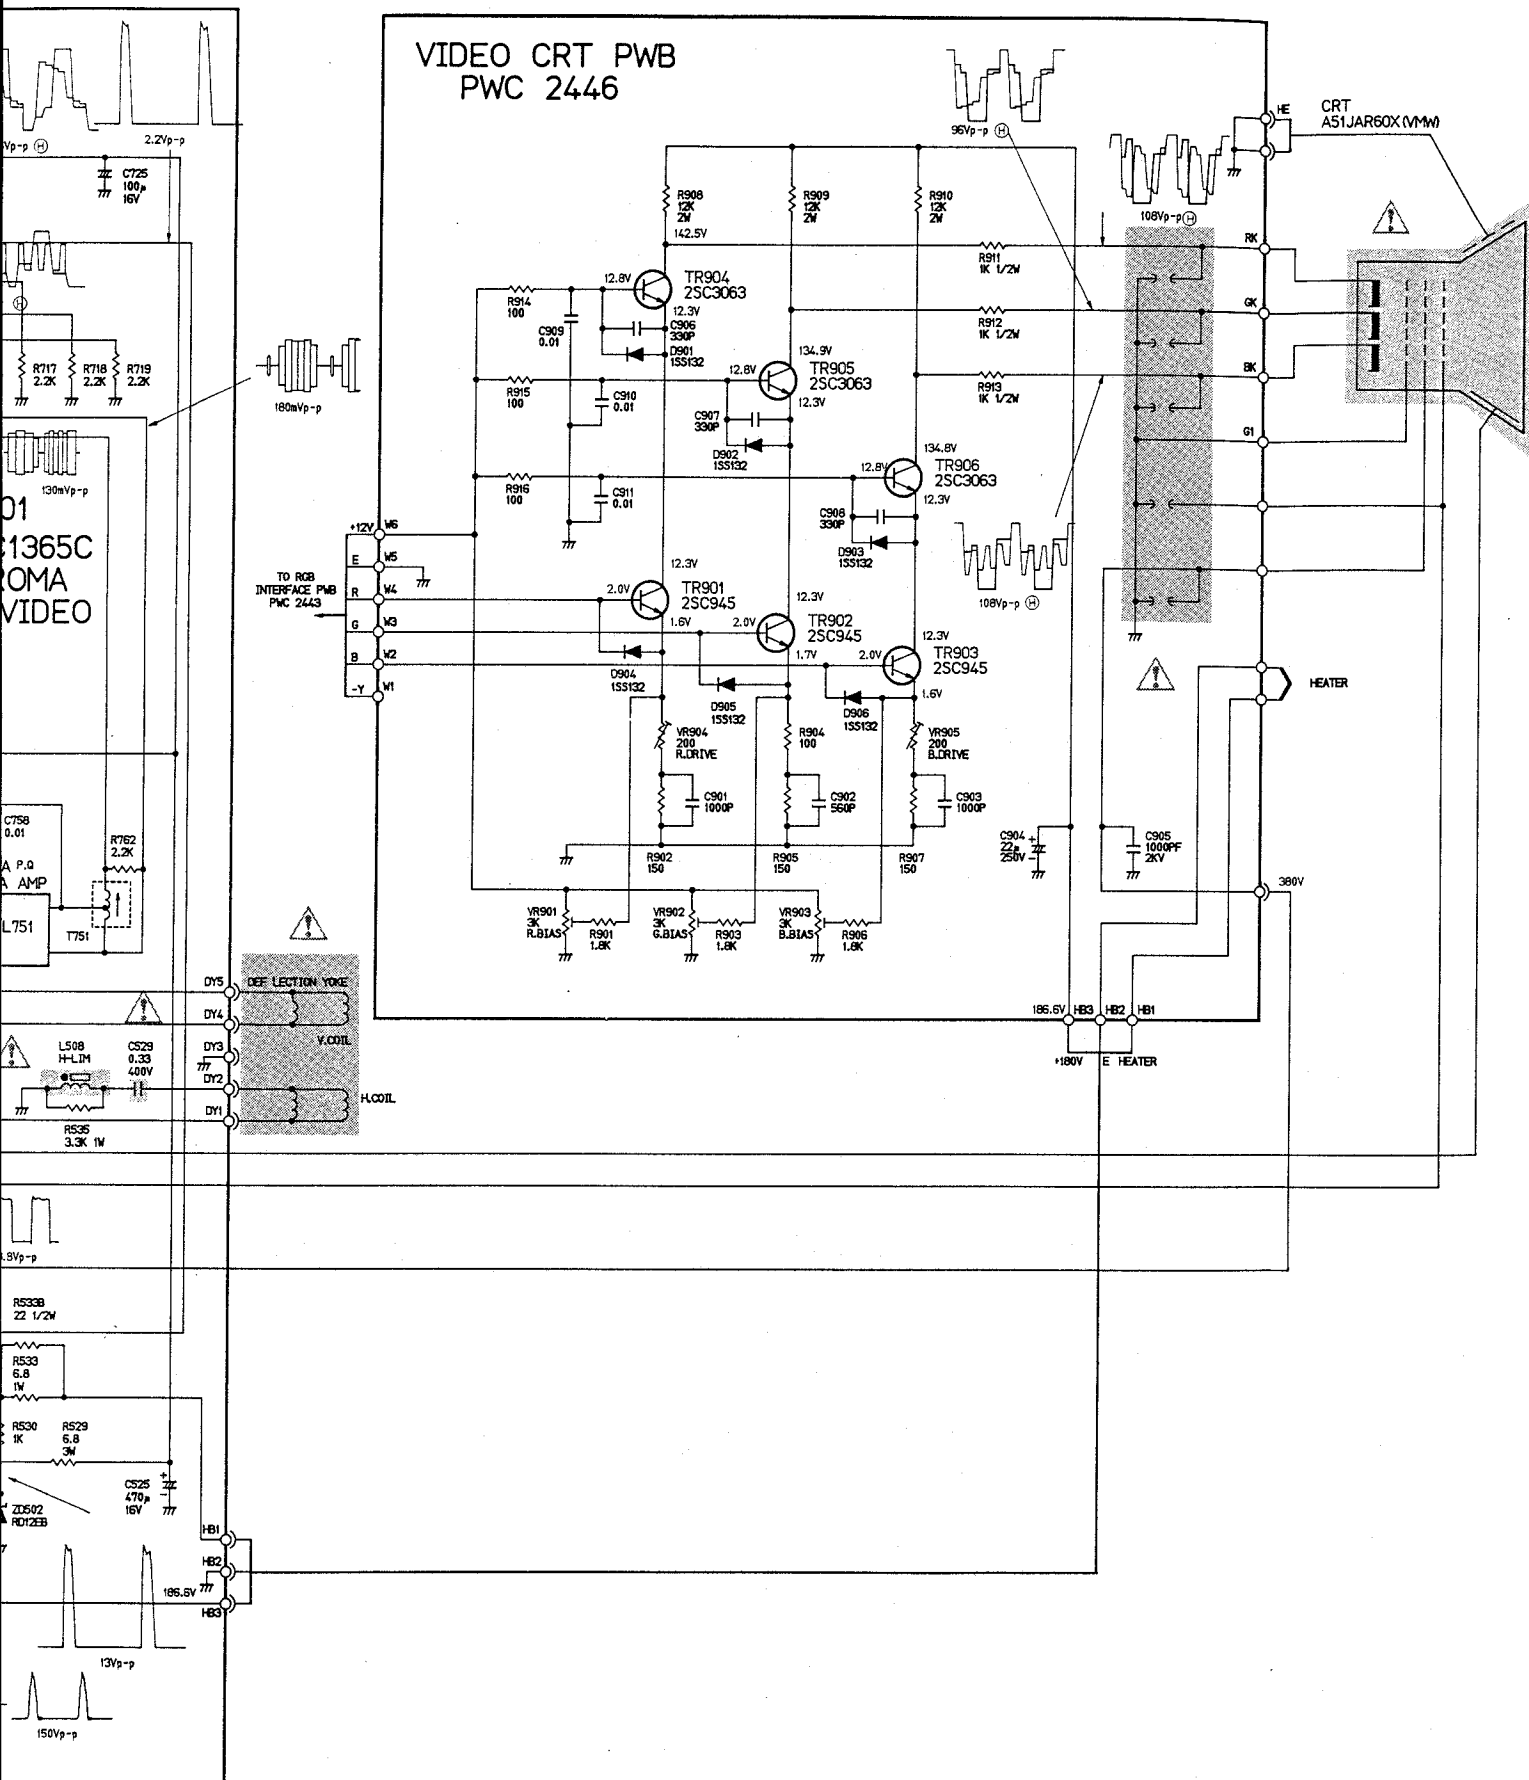 VIDEO CRT PWB
PWC 2446
2.2Vp-p
Vp-p Ⓗ
C725
100μ
16V
R717
2.2K
R718
2.2K
R719
2.2K
180mVp-p
130mVp-p
01
C1365C
ROMA
VIDEO
96Vp-p Ⓗ
108Vp-p Ⓗ
HE
CRT
A51JAR60X (VMW)
R908
12K
2W
142.5V
R909
12K
2W
R910
12K
2W
R911
1K 1/2W
R912
1K 1/2W
R913
1K 1/2W
RK
GK
BK
G1
12.8V
TR904
2SC3063
12.3V
R914
100
C909
0.01
C906
330P
D901
1SS132
134.9V
TR905
2SC3063
12.8V
12.3V
R915
100
C910
0.01
C907
330P
D902
1SS132
134.8V
TR906
2SC3063
12.8V
12.3V
R916
100
C911
0.01
C908
330P
D903
1SS132
108Vp-p Ⓗ
+12V W6
E W5
R W4
G W3
B W2
-Y W1
TO RGB
INTERFACE PWB
PWC 2443
12.3V
2.0V
TR901
2SC945
1.6V
12.3V
2.0V
TR902
2SC945
1.7V
12.3V
2.0V
TR903
2SC945
1.6V
D904
1SS132
D905
1SS132
D906
1SS132
HEATER
VR904
200
R.DRIVE
R904
100
VR905
200
B.DRIVE
C901
1000P
C902
560P
C903
1000P
R902
150
R905
150
R907
150
C904
22μ
250V
+
-
C905
1000PF
2KV
380V
VR901
3K
R.BIAS
R901
1.8K
VR902
3K
G.BIAS
R903
1.8K
VR903
3K
B.BIAS
R906
1.8K
C758
0.01
R762
2.2K
A P.Q
A AMP
L751
T751
186.6V HB3 HB2 HB1
+180V E HEATER
DY5
DEFLECTION YOKE
DY4
V.COIL
DY3
DY2
H.COIL
DY1
L508
H-LIM
C529
0.33
400V
R535
3.3K 1W
.8Vp-p
R533B
22 1/2W
R533
6.8
1W
R530
1K
R529
6.8
3W
C525
470μ
16V
+
-
ZD502
RD12EB
HB1
HB2
186.6V
HB3
13Vp-p
150Vp-p